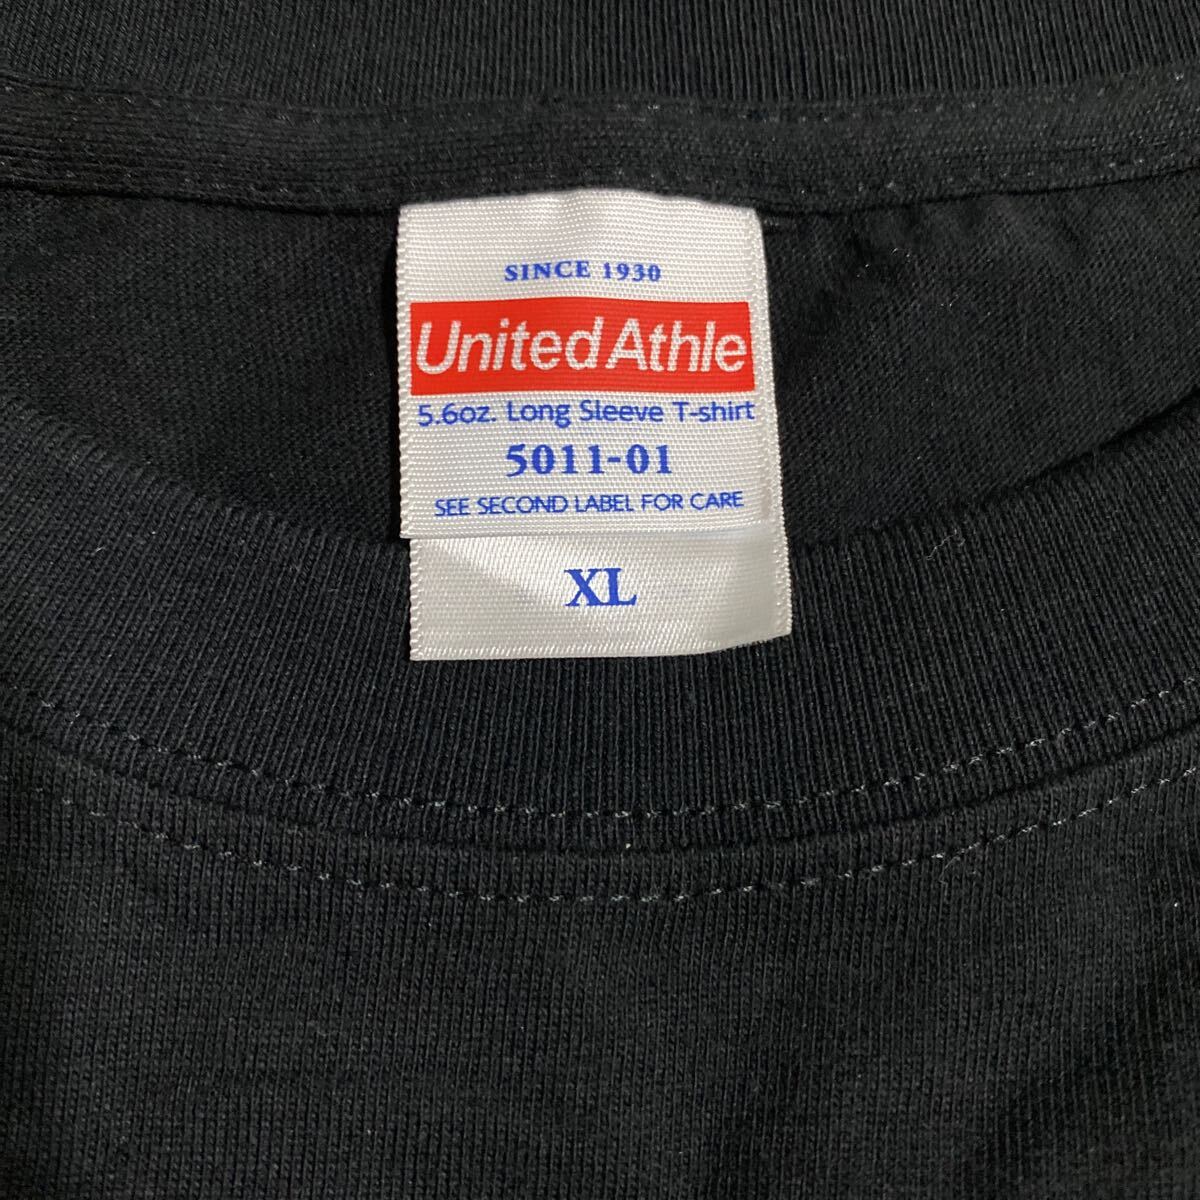 SINCE 1930
United Athle
5.6oz. Long Sleeve T-shirt
5011-01
SEE SECOND LABEL FOR CARE
XL